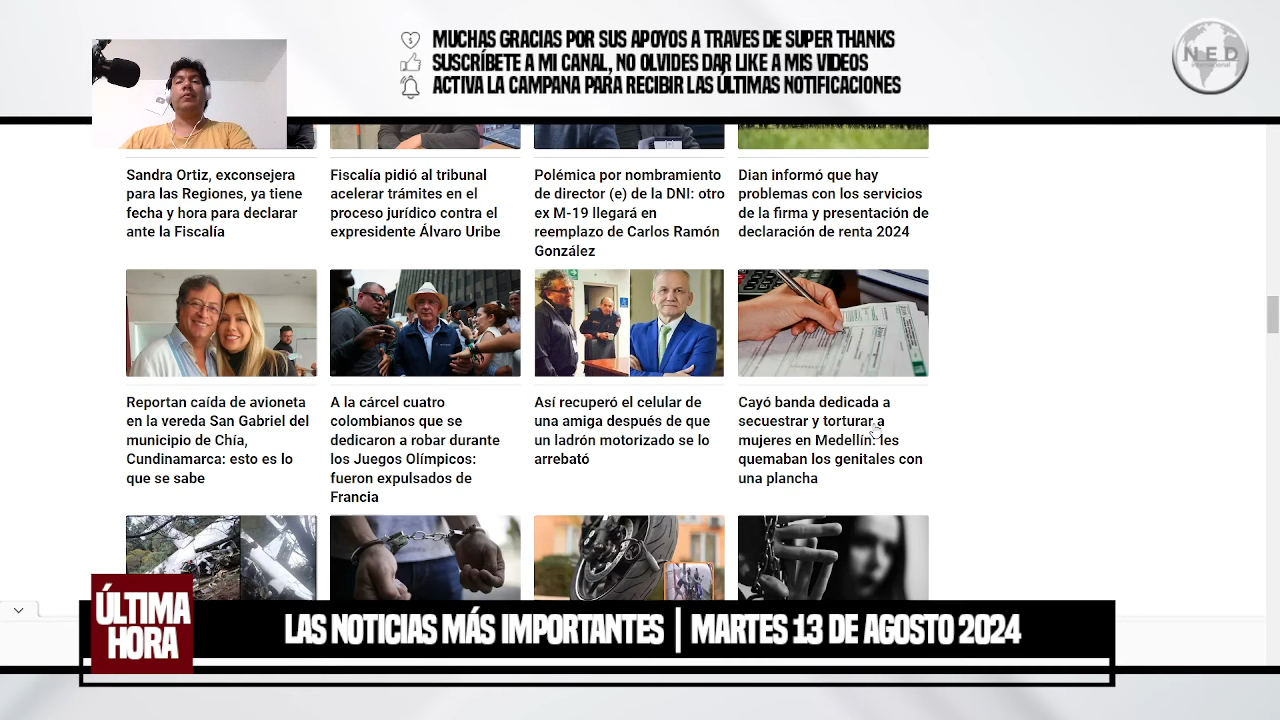 MUCHAS GRACIAS POR SUS APOYOS A TRAVES DE SUPER THANKS
SUSCRÍBETE A MI CANAL, NO OLVIDES DAR LIKE A MIS VIDEOS
ACTIVA LA CAMPANA PARA RECIBIR LAS ÚLTIMAS NOTIFICACIONES
N.E.D
international
Sandra Ortiz, exconsejera
para las Regiones, ya tiene
fecha y hora para declarar
ante la Fiscalía
Fiscalía pidió al tribunal
acelerar trámites en el
proceso jurídico contra el
expresidente Álvaro Uribe
Polémica por nombramiento
de director (e) de la DNI: otro
ex M-19 llegará en
reemplazo de Carlos Ramón
González
Dian informó que hay
problemas con los servicios
de la firma y presentación de
declaración de renta 2024
Reportan caída de avioneta
en la vereda San Gabriel del
municipio de Chía,
Cundinamarca: esto es lo
que se sabe
A la cárcel cuatro
colombianos que se
dedicaron a robar durante
los Juegos Olímpicos:
fueron expulsados de
Francia
Así recuperó el celular de
una amiga después de que
un ladrón motorizado se lo
arrebató
Cayó banda dedicada a
secuestrar y torturar a
mujeres en Medellín: les
quemaban los genitales con
una plancha
ÚLTIMA
HORA
LAS NOTICIAS MÁS IMPORTANTES | MARTES 13 DE AGOSTO 2024